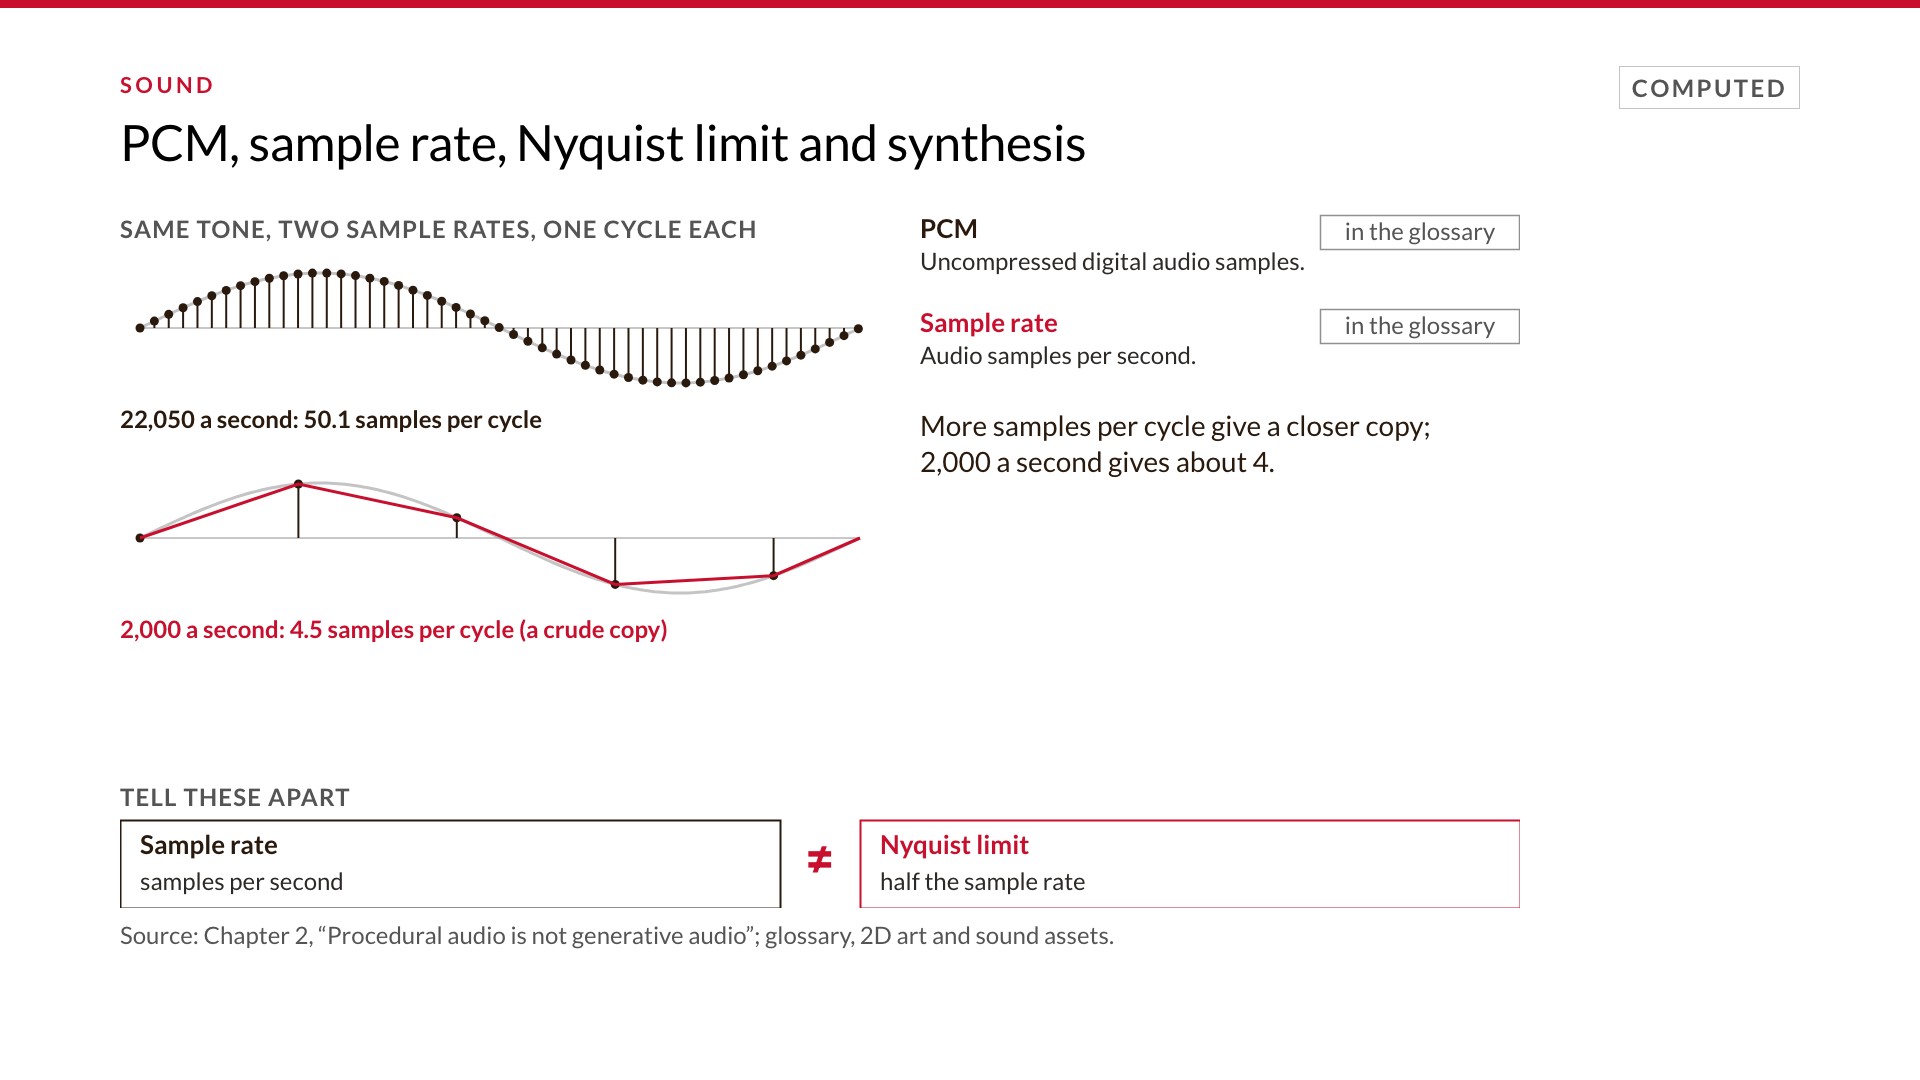 SOUND
COMPUTED
PCM, sample rate, Nyquist limit and synthesis
SAME TONE, TWO SAMPLE RATES, ONE CYCLE EACH
22,050 a second: 50.1 samples per cycle
2,000 a second: 4.5 samples per cycle (a crude copy)
PCM
in the glossary
Uncompressed digital audio samples.
Sample rate
in the glossary
Audio samples per second.
More samples per cycle give a closer copy;
2,000 a second gives about 4.
TELL THESE APART
Sample rate
samples per second
≠
Nyquist limit
half the sample rate
Source: Chapter 2, “Procedural audio is not generative audio”; glossary, 2D art and sound assets.